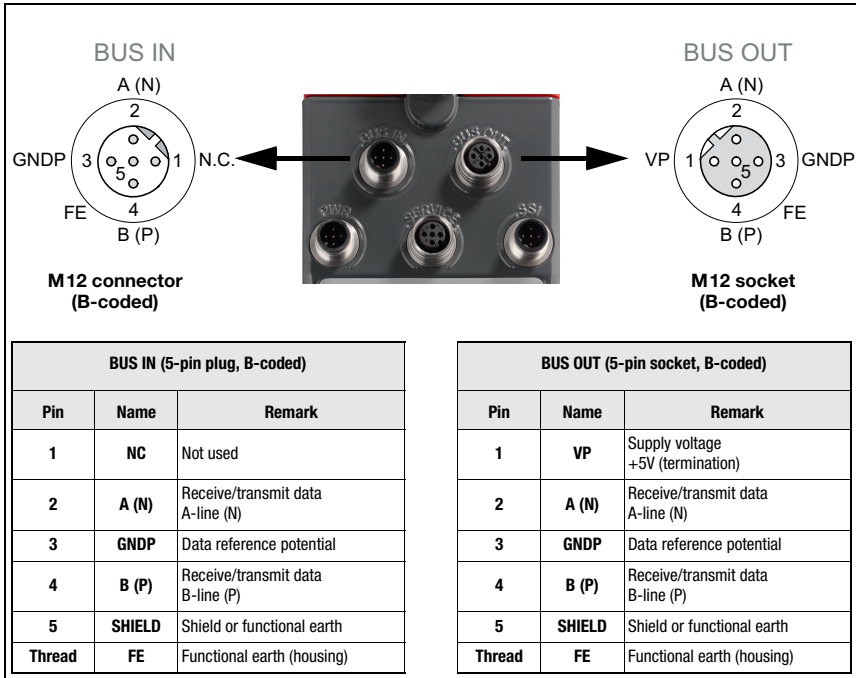 BUS IN
A (N)
2
GNDP 3 5 1 N.C.
4
FE
B (P)
M12 connector
(B-coded)
BUS IN
BUS OUT
PWR
SERVICE
SSI
BUS OUT
A (N)
2
VP 1 5 3 GNDP
4
FE
B (P)
M12 socket
(B-coded)
BUS IN (5-pin plug, B-coded)
Pin Name Remark
1 NC Not used
2 A (N) Receive/transmit data
A-line (N)
3 GNDP Data reference potential
4 B (P) Receive/transmit data
B-line (P)
5 SHIELD Shield or functional earth
Thread FE Functional earth (housing)
BUS OUT (5-pin socket, B-coded)
Pin Name Remark
1 VP Supply voltage
+5V (termination)
2 A (N) Receive/transmit data
A-line (N)
3 GNDP Data reference potential
4 B (P) Receive/transmit data
B-line (P)
5 SHIELD Shield or functional earth
Thread FE Functional earth (housing)